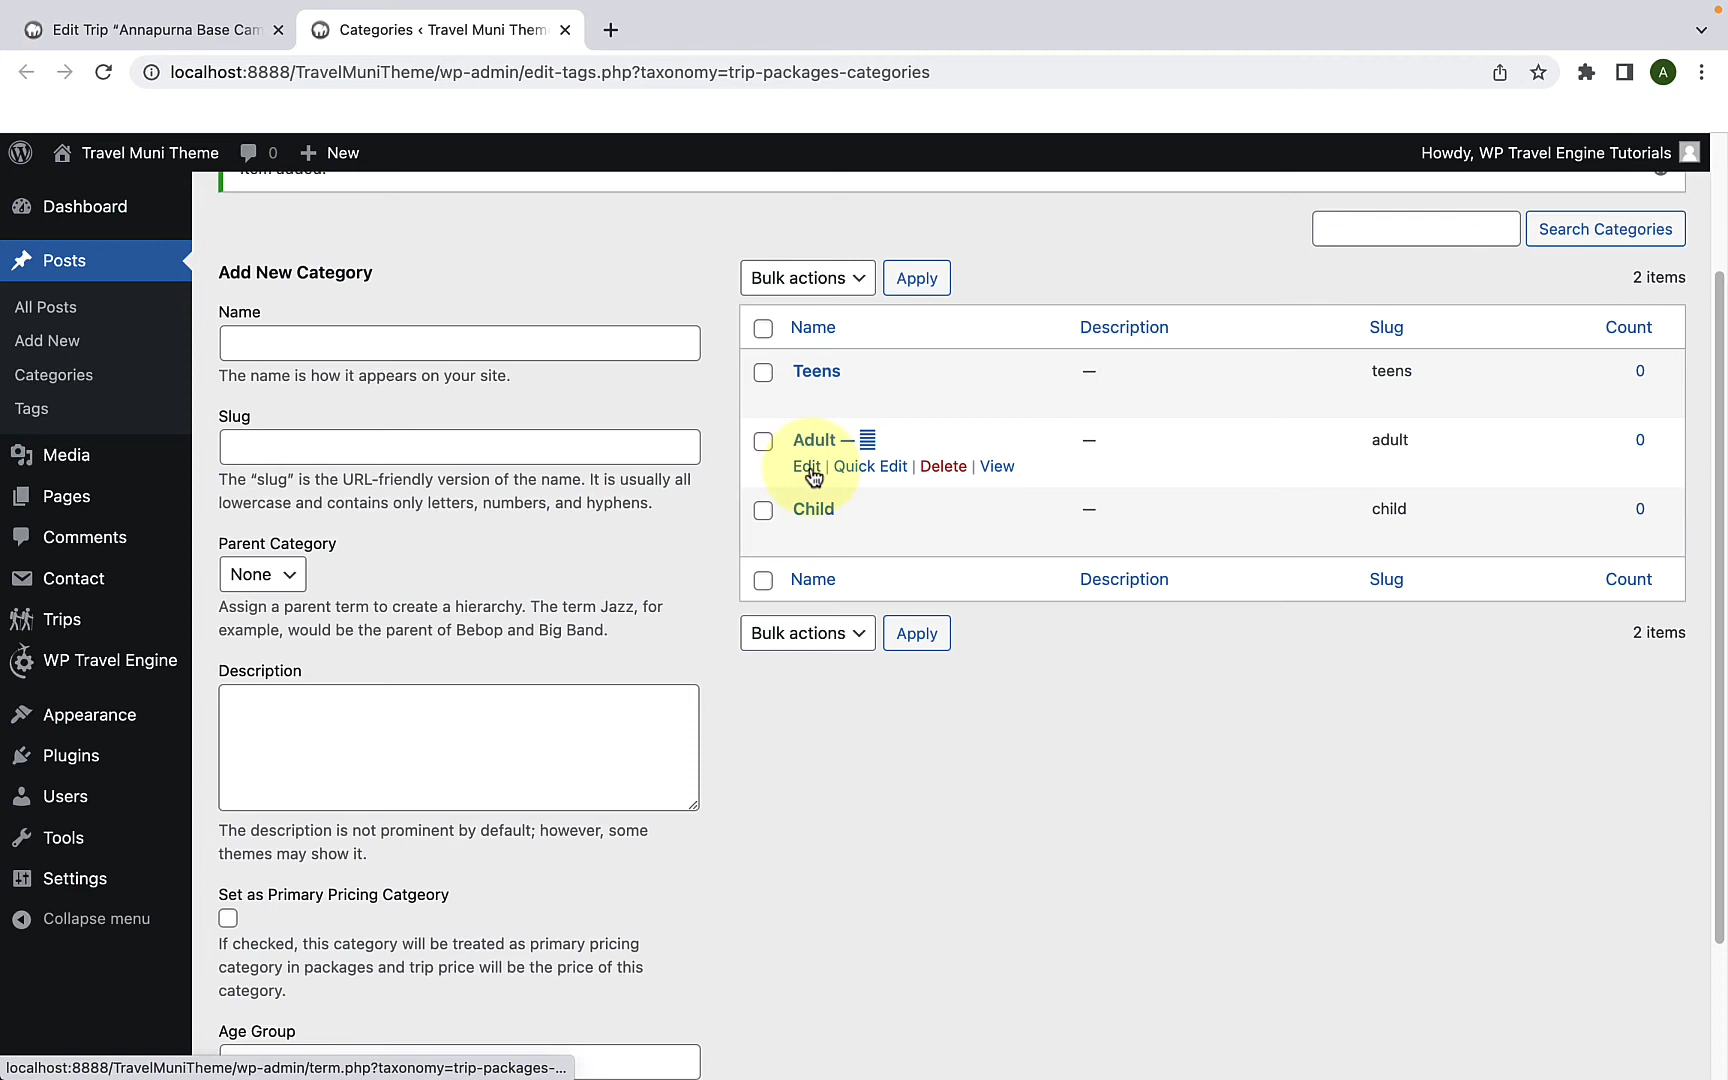 Edit Trip “Annapurna Base Cam
Categories ‹ Travel Muni Them
localhost:8888/TravelMuniTheme/wp-admin/edit-tags.php?taxonomy=trip-packages-categories
A
Travel Muni Theme
0
New
Howdy, WP Travel Engine Tutorials
Dashboard
Posts
All Posts
Add New
Categories
Tags
Media
Pages
Comments
Contact
Trips
WP Travel Engine
Appearance
Plugins
Users
Tools
Settings
Collapse menu
Item added.
Search Categories
Add New Category
Name
The name is how it appears on your site.
Slug
The “slug” is the URL-friendly version of the name. It is usually all
lowercase and contains only letters, numbers, and hyphens.
Parent Category
None
Assign a parent term to create a hierarchy. The term Jazz, for
example, would be the parent of Bebop and Big Band.
Description
The description is not prominent by default; however, some
themes may show it.
Set as Primary Pricing Catgeory
If checked, this category will be treated as primary pricing
category in packages and trip price will be the price of this
category.
Age Group
Bulk actions Apply 2 items
Name Description Slug Count
Teens — teens 0
Adult — — adult 0
Edit | Quick Edit | Delete | View
Child — child 0
Name Description Slug Count
Bulk actions Apply 2 items
localhost:8888/TravelMuniTheme/wp-admin/term.php?taxonomy=trip-packages-...